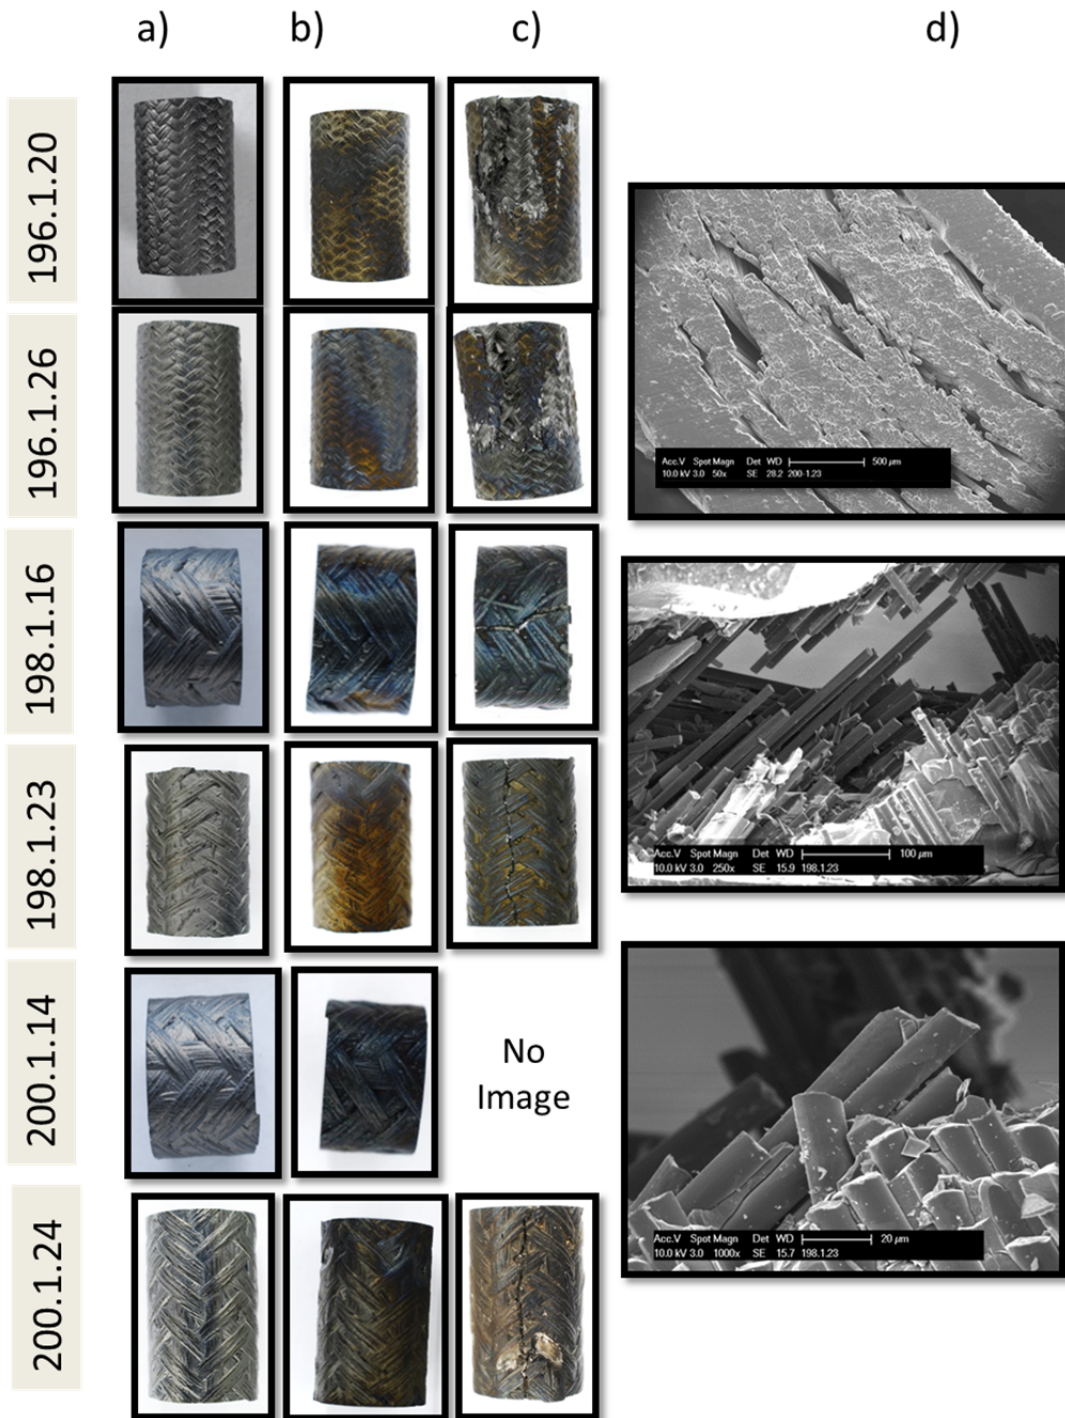 a) b) c) d)
196.1.20
196.1.26
198.1.16
198.1.23
200.1.14
200.1.24
No
Image
Acc.V Spot Magn Det WD 500 µm
10.0 kV 3.0 50x SE 28.2 200-1.23
Acc.V Spot Magn Det WD 100 µm
10.0 kV 3.0 250x SE 15.9 198.1.23
Acc.V Spot Magn Det WD 20 µm
10.0 kV 3.0 1000x SE 15.7 198.1.23